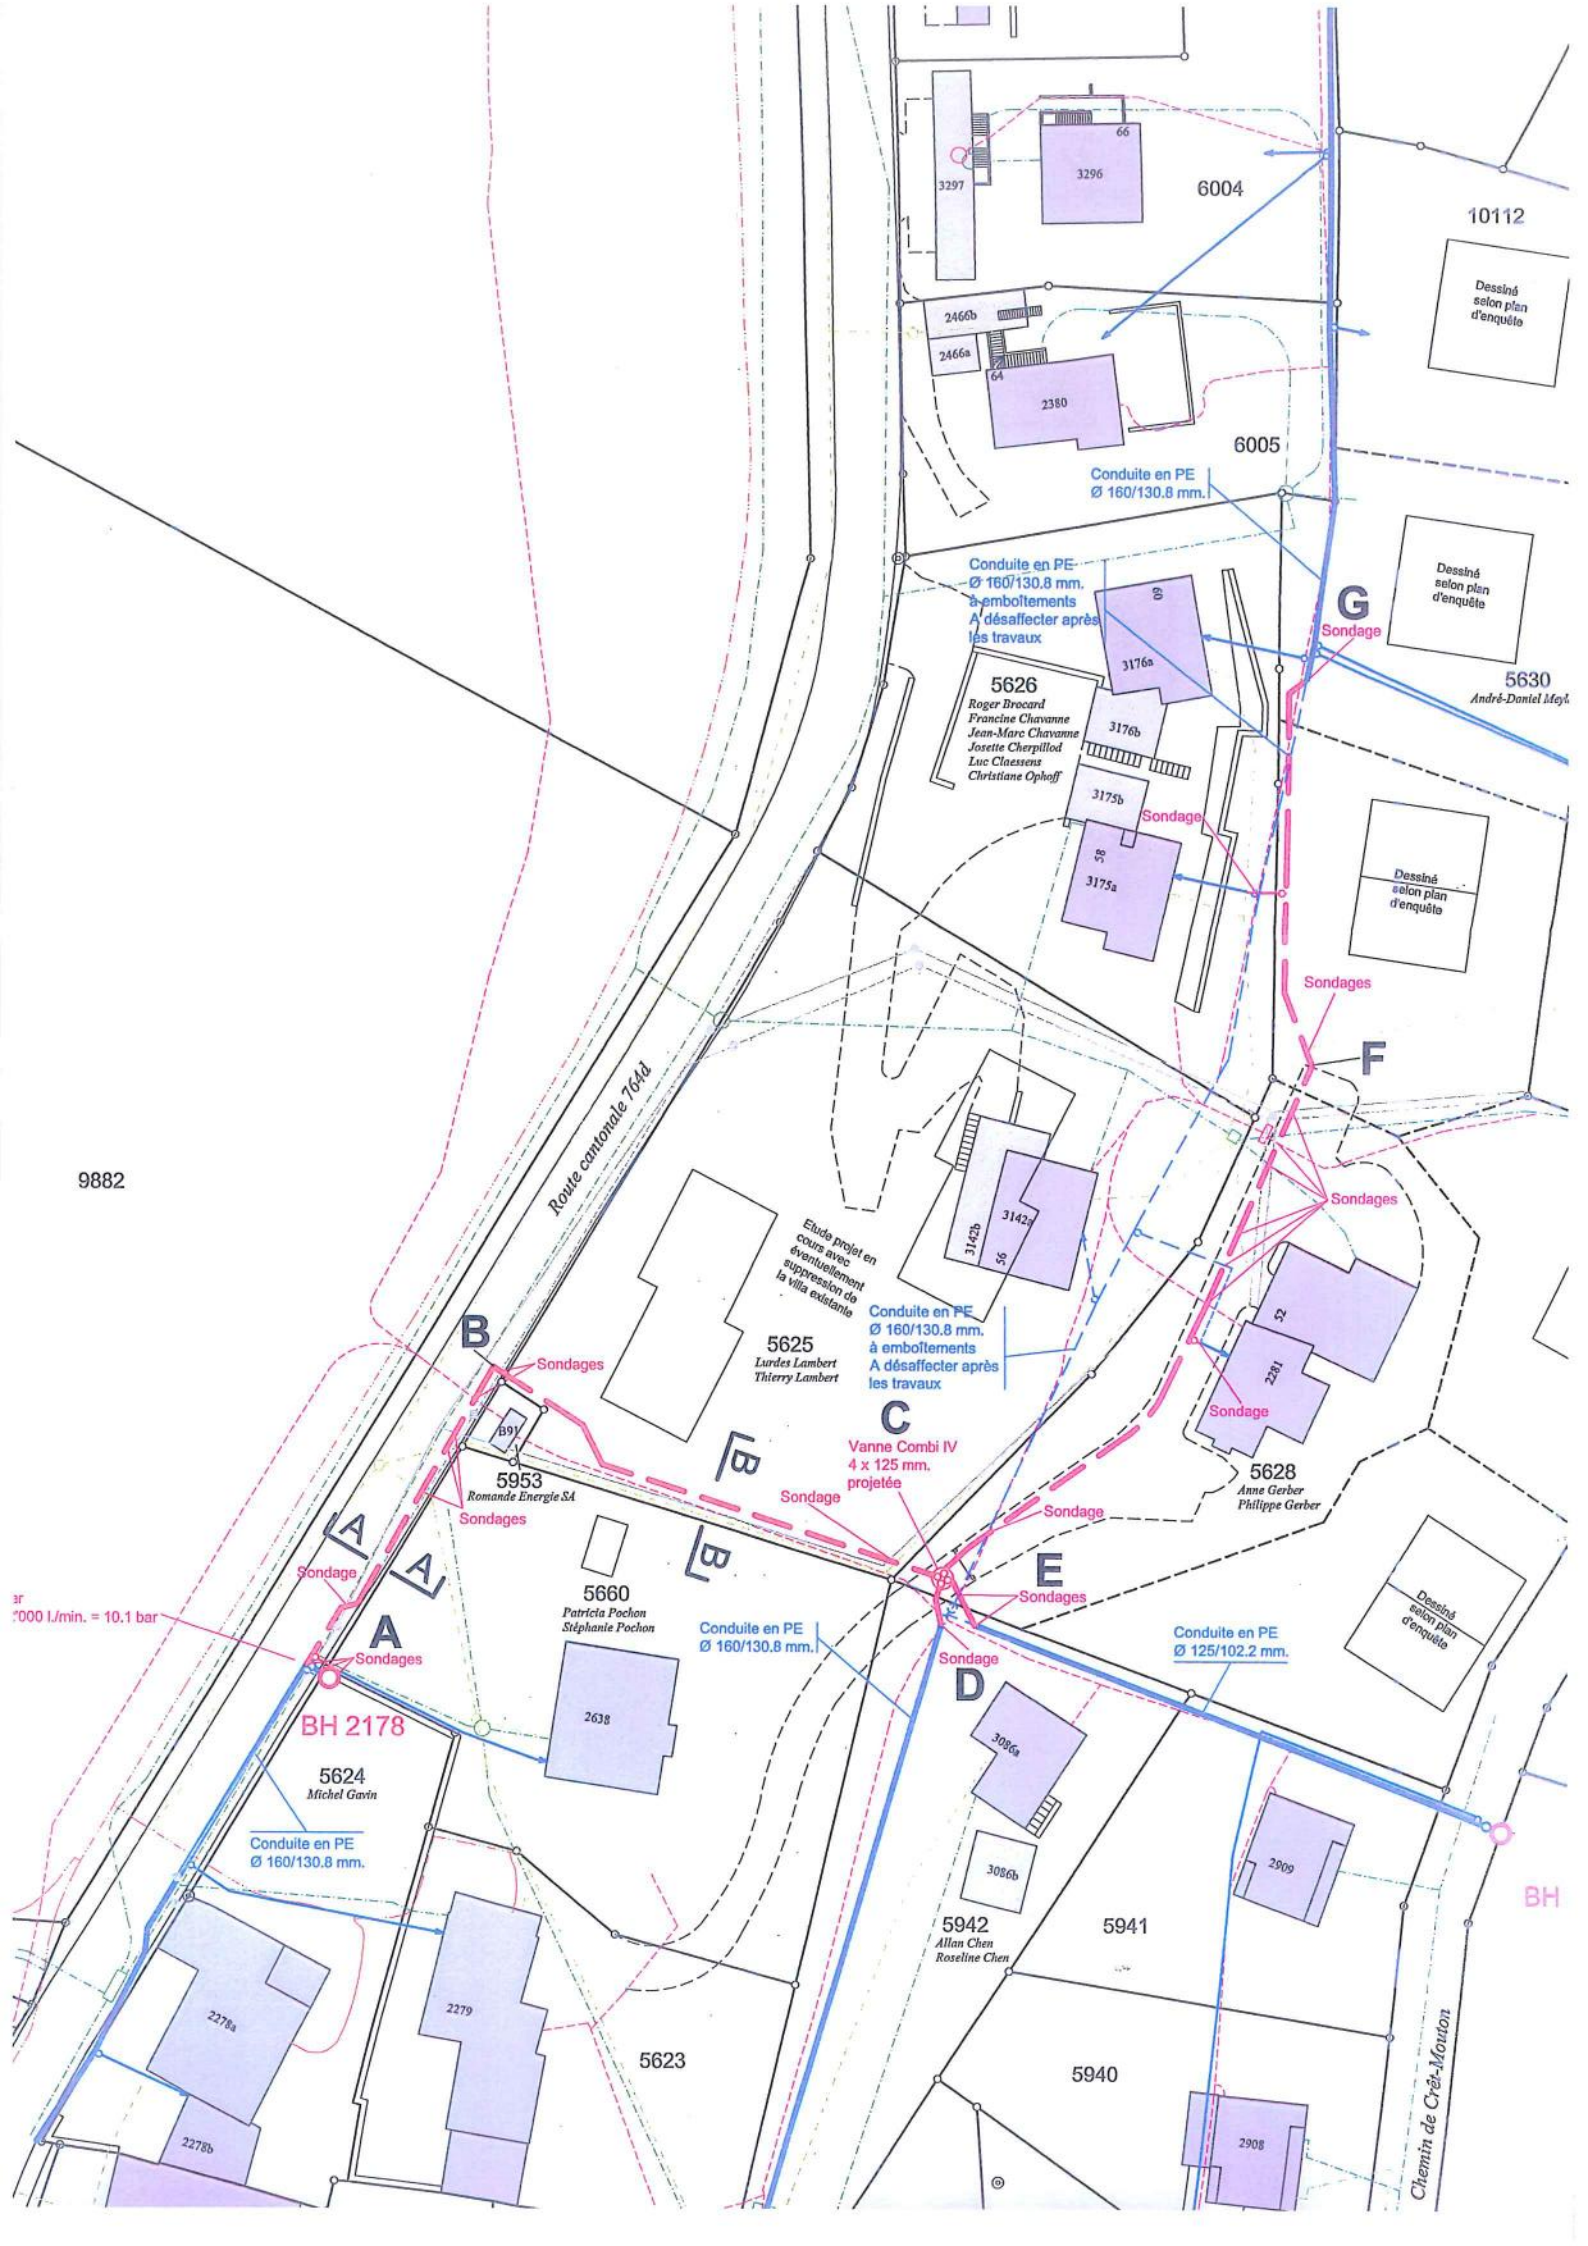 66
3297
3296
6004
10112
Dessiné
selon plan
d'enquête
2466b
2466a
64
2380
6005
Conduite en PE
Ø 160/130.8 mm.
Conduite en PE
Ø 160/130.8 mm.
à emboîtements
A désaffecter après
les travaux
60
3176a
Dessiné
selon plan
d'enquête
G
Sondage
5630
5626
Roger Brocard
Francine Chavanne
Jean-Marc Chavanne
Josette Cherpillod
Luc Claessens
Christiane Ophoff
3176b
3175b
Sondage
58
3175a
Dessiné
selon plan
d'enquête
Sondages
F
Route cantonale 764d
9882
Sondages
3142b
3142a
56
Etude projet en
cours avec
éventuellement
suppression de
la villa existante
52
2281
Conduite en PE
Ø 160/130.8 mm.
à emboîtements
A désaffecter après
les travaux
B
Sondages
5625
Lurdes Lambert
Thierry Lambert
Sondage
B91
C
Vanne Combi IV
4 x 125 mm.
projetée
B
5953
Romande Energie SA
5628
Anne Gerber
Philippe Gerber
Sondage
Sondage
Sondages
A
A
B
Sondage
E
Sondages
5660
Patricia Pochon
Stéphanie Pochon
Dessiné
selon plan
d'enquête
000 l./min. = 10.1 bar
A
Sondages
Conduite en PE
Ø 160/130.8 mm.
Conduite en PE
Ø 125/102.2 mm.
Sondage
D
BH 2178
2638
3086a
5624
Michel Gavin
Conduite en PE
Ø 160/130.8 mm.
3086b
2909
BH
5942
Allan Chen
Roseline Chen
5941
2278a
2279
5623
5940
2278b
2908
Chemin de Crêt-Mouton